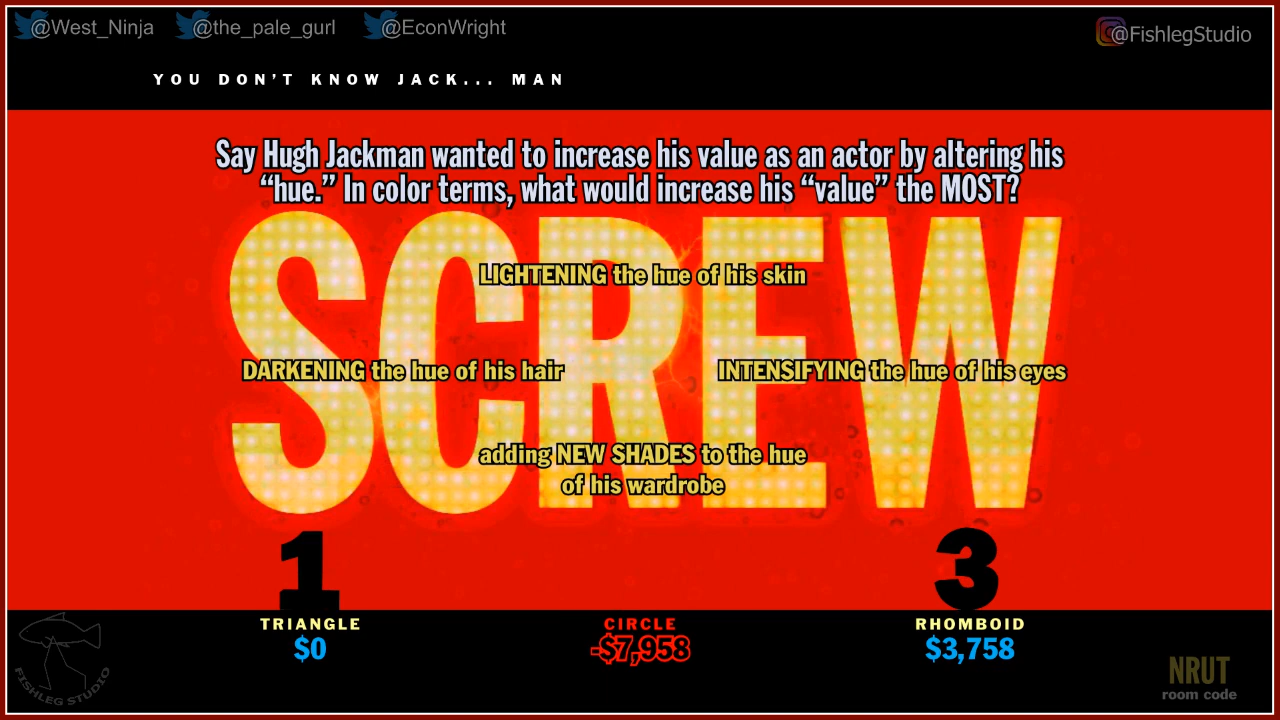 @West_Ninja @the_pale_gurl @EconWright
@FishlegStudio
YOU DON'T KNOW JACK... MAN
Say Hugh Jackman wanted to increase his value as an actor by altering his
“hue.” In color terms, what would increase his “value” the MOST?
SCREW
LIGHTENING the hue of his skin
DARKENING the hue of his hair
INTENSIFYING the hue of his eyes
adding NEW SHADES to the hue
of his wardrobe
1
3
TRIANGLE
$0
CIRCLE
-$7,958
RHOMBOID
$3,758
FISHLEG STUDIO
NRUT
room code